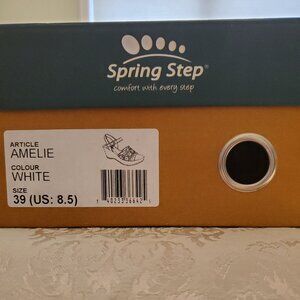 Spring Step®
comfort with every step
ARTICLE
AMELIE
COLOUR
WHITE
SIZE
39 (US: 8.5)